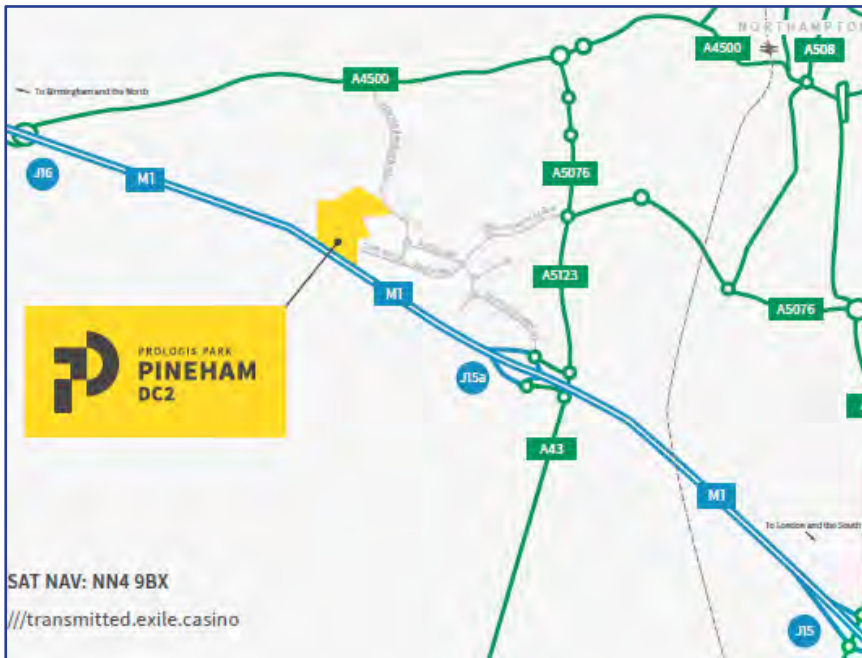 NORTHAMPTON
A4500
A508
A4500
To Birmingham and the North
J16
M1
A5076
A5123
M1
A5076
PROLOGIS PARK
PINEHAM
DC2
J15a
A43
M1
To London and the South
SAT NAV: NN4 9BX
///transmitted.exile.casino
J15